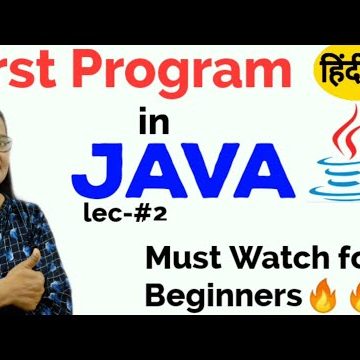 rst Program
हिंदी
in
JAVA
lec-#2
Must Watch fo
Beginners🔥🔥